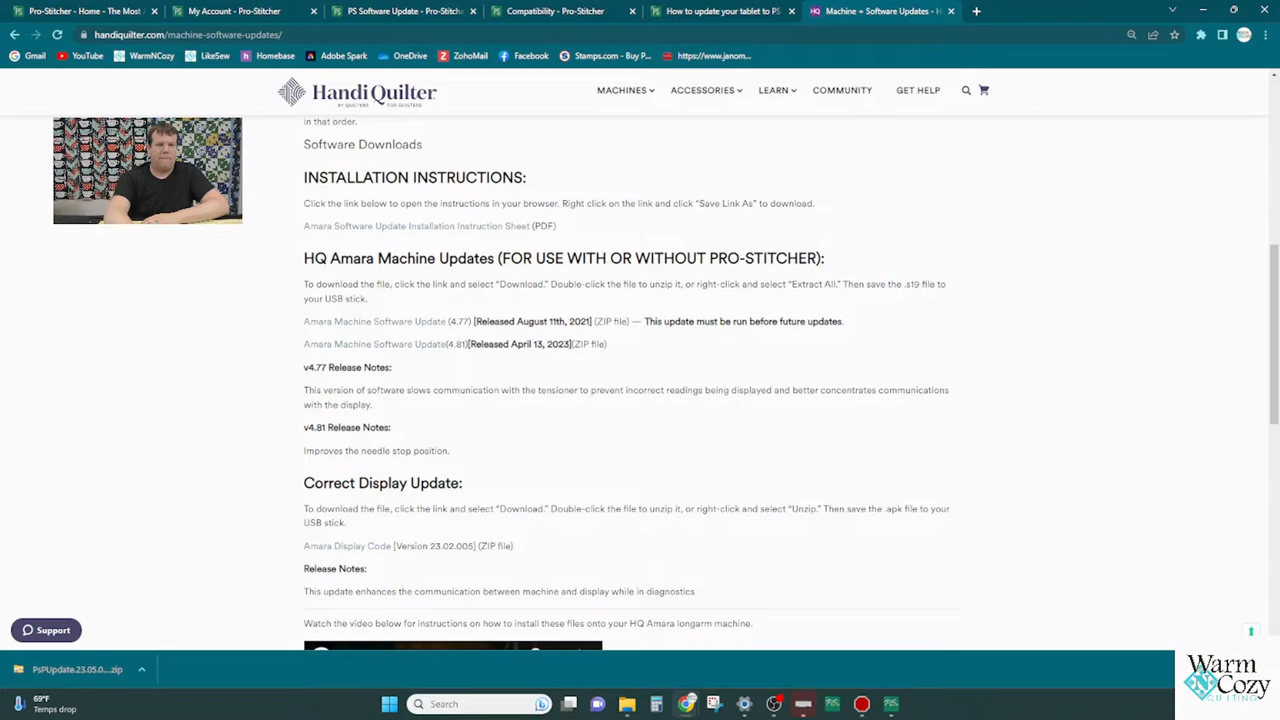 Pro-Stitcher - Home - The Most A
My Account - Pro-Stitcher
PS Software Update - Pro-Stitche
Compatibility - Pro-Stitcher
How to update your tablet to PS
Machine + Software Updates - H
handiquilter.com/machine-software-updates/
Gmail
YouTube
WarmNCozy
LikeSew
Homebase
Adobe Spark
OneDrive
ZohoMail
Facebook
Stamps.com - Buy P...
https://www.janom...
HandiQuilter
BY QUILTERS FOR QUILTERS
MACHINES
ACCESSORIES
LEARN
COMMUNITY
GET HELP
in that order.
Software Downloads
INSTALLATION INSTRUCTIONS:
Click the link below to open the instructions in your browser. Right click on the link and click “Save Link As” to download.
Amara Software Update Installation Instruction Sheet (PDF)
HQ Amara Machine Updates (FOR USE WITH OR WITHOUT PRO-STITCHER):
To download the file, click the link and select “Download.” Double-click the file to unzip it, or right-click and select “Extract All.” Then save the .s19 file to
your USB stick.
Amara Machine Software Update (4.77) [Released August 11th, 2021] (ZIP file) — This update must be run before future updates.
Amara Machine Software Update(4.81)[Released April 13, 2023](ZIP file)
v4.77 Release Notes:
This version of software slows communication with the tensioner to prevent incorrect readings being displayed and better concentrates communications
with the display.
v4.81 Release Notes:
Improves the needle stop position.
Correct Display Update:
To download the file, click the link and select “Download.” Double-click the file to unzip it, or right-click and select “Unzip.” Then save the .apk file to your
USB stick.
Amara Display Code [Version 23.02.005] (ZIP file)
Release Notes:
This update enhances the communication between machine and display while in diagnostics
Watch the video below for instructions on how to install these files onto your HQ Amara longarm machine.
Support
PsPUpdate.23.05.0....zip
69°F
Temps drop
Search
Warm
N
Cozy
QUILTING